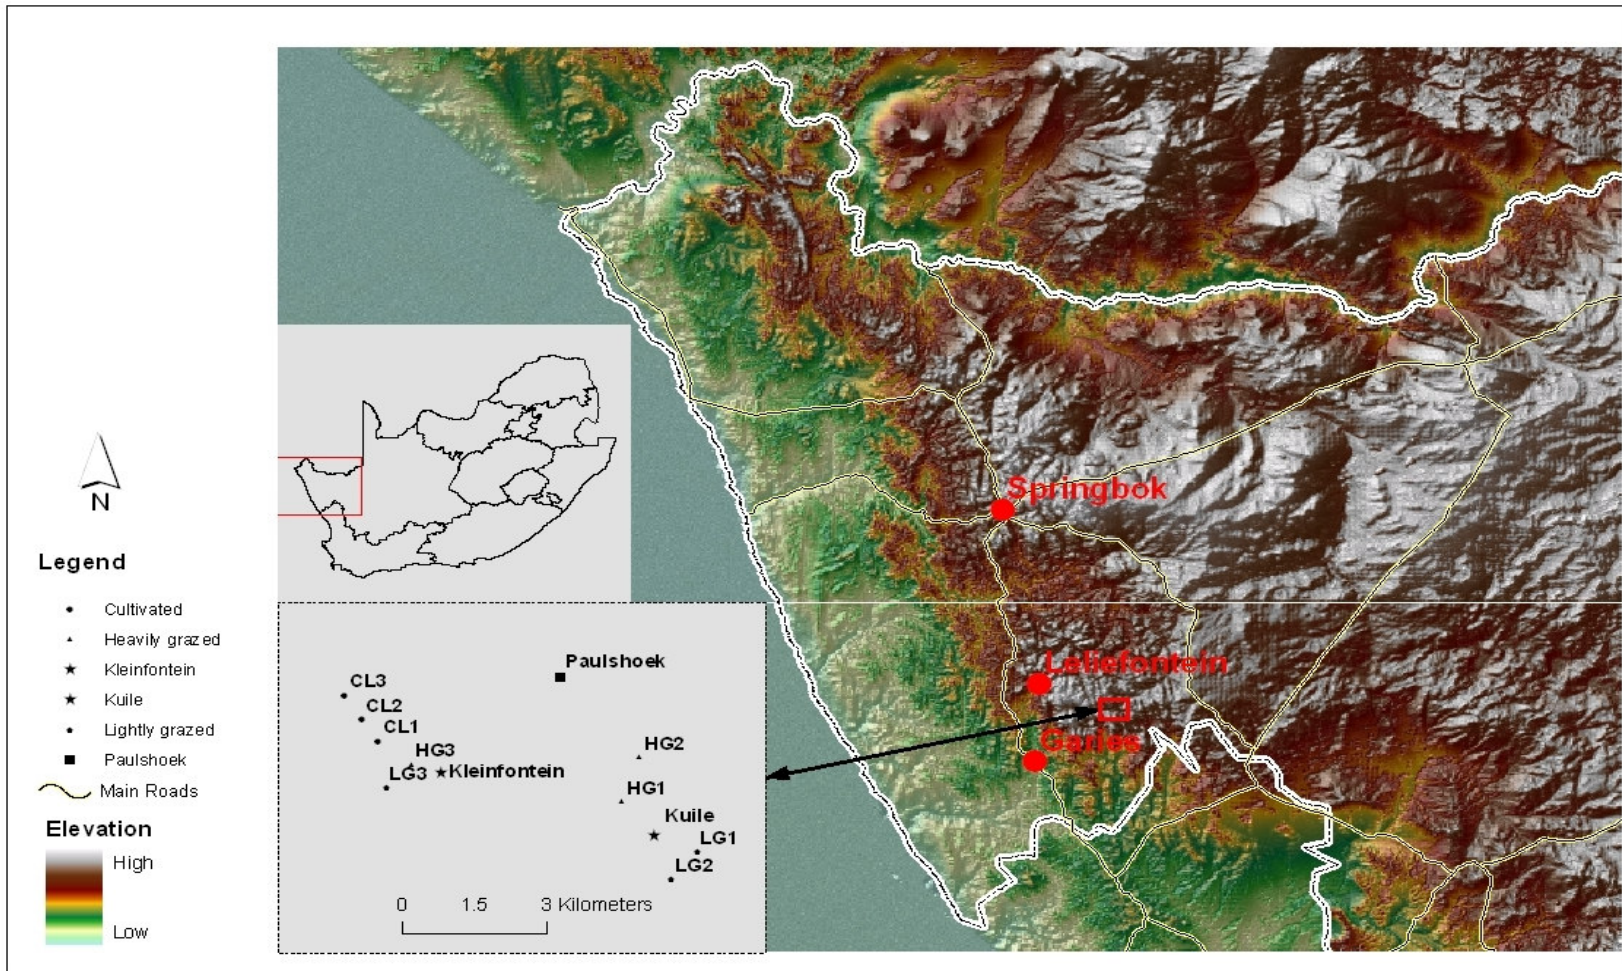 Springbok
Leliefontein
Garies
N
Legend
Cultivated
Heavily grazed
Kleinfontein
Kuile
Lightly grazed
Paulshoek
Main Roads
Elevation
High
Low
Paulshoek
CL3
CL2
CL1
HG3
HG2
LG3
Kleinfontein
HG1
Kuile
LG1
LG2
0 1.5 3 Kilometers